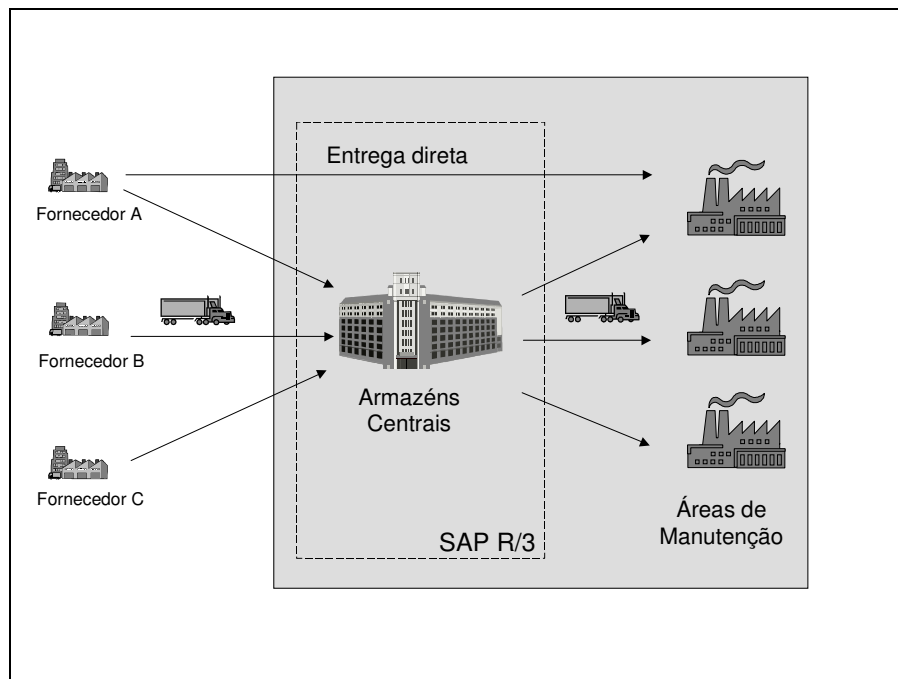 Entrega direta
Fornecedor A
Fornecedor B
Armazéns
Centrais
Fornecedor C
Áreas de
Manutenção
SAP R/3